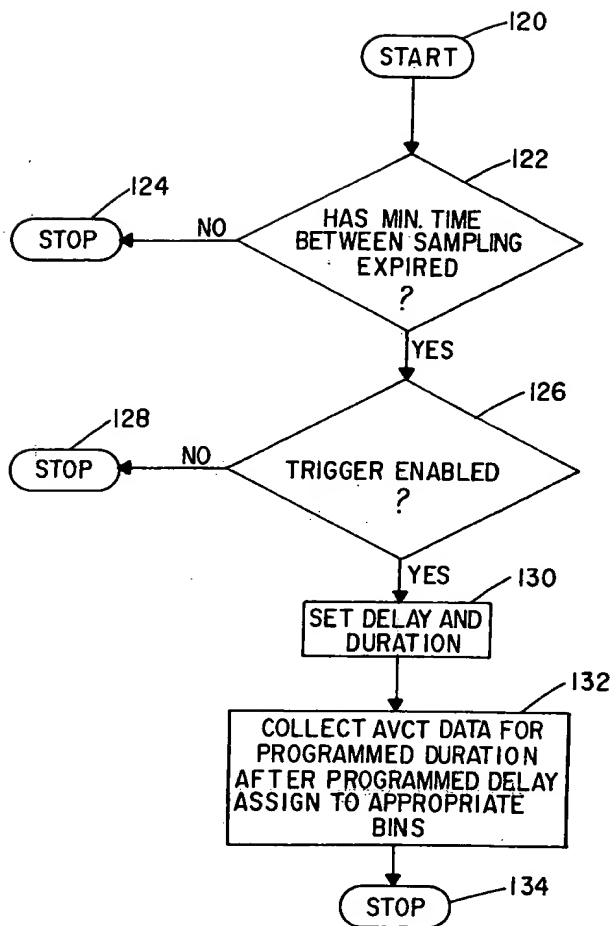 120
START
122
HAS MIN. TIME
BETWEEN SAMPLING
EXPIRED
?
124
STOP
NO
YES
126
TRIGGER ENABLED
?
128
STOP
NO
YES
130
SET DELAY AND
DURATION
132
COLLECT AVCT DATA FOR
PROGRAMMED DURATION
AFTER PROGRAMMED DELAY
ASSIGN TO APPROPRIATE
BINS
134
STOP